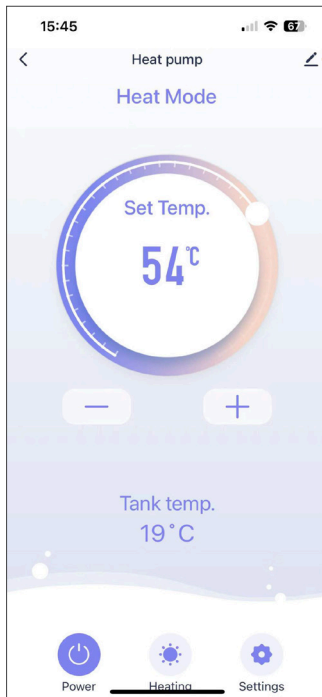 15:45
67
Heat pump
Heat Mode
Set Temp.
54℃
Tank temp.
19°C
Power
Heating
Settings